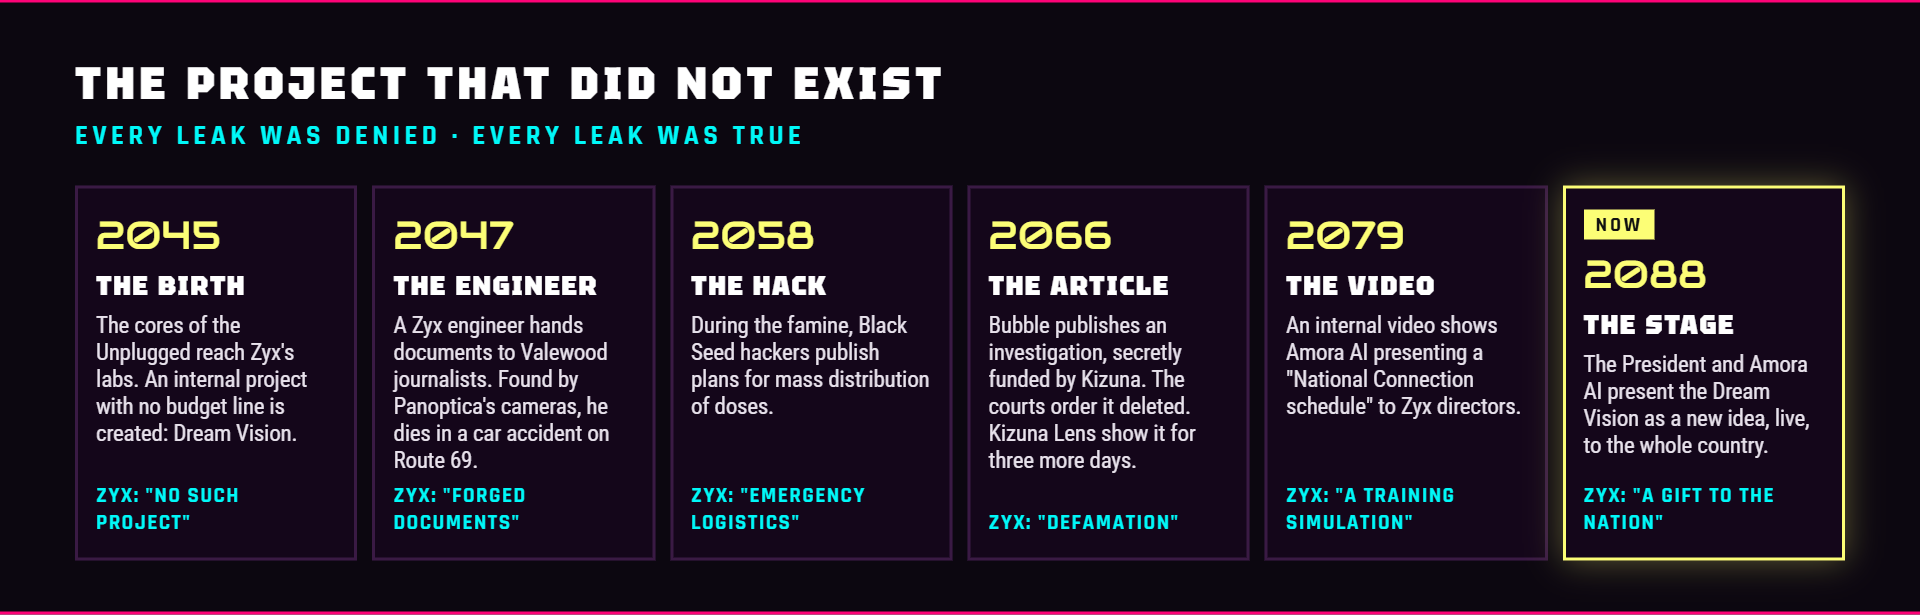 THE PROJECT THAT DID NOT EXIST
EVERY LEAK WAS DENIED · EVERY LEAK WAS TRUE
2045
THE BIRTH
The cores of the
Unplugged reach Zyx's
labs. An internal project
with no budget line is
created: Dream Vision.
ZYX: "NO SUCH
PROJECT"
2047
THE ENGINEER
A Zyx engineer hands
documents to Valewood
journalists. Found by
Panoptica's cameras, he
dies in a car accident on
Route 69.
ZYX: "FORGED
DOCUMENTS"
2058
THE HACK
During the famine, Black
Seed hackers publish
plans for mass distribution
of doses.
ZYX: "EMERGENCY
LOGISTICS"
2066
THE ARTICLE
Bubble publishes an
investigation, secretly
funded by Kizuna. The
courts order it deleted.
Kizuna Lens show it for
three more days.
ZYX: "DEFAMATION"
2079
THE VIDEO
An internal video shows
Amora AI presenting a
"National Connection
schedule" to Zyx directors.
ZYX: "A TRAINING
SIMULATION"
NOW
2088
THE STAGE
The President and Amora
AI present the Dream
Vision as a new idea, live,
to the whole country.
ZYX: "A GIFT TO THE
NATION"